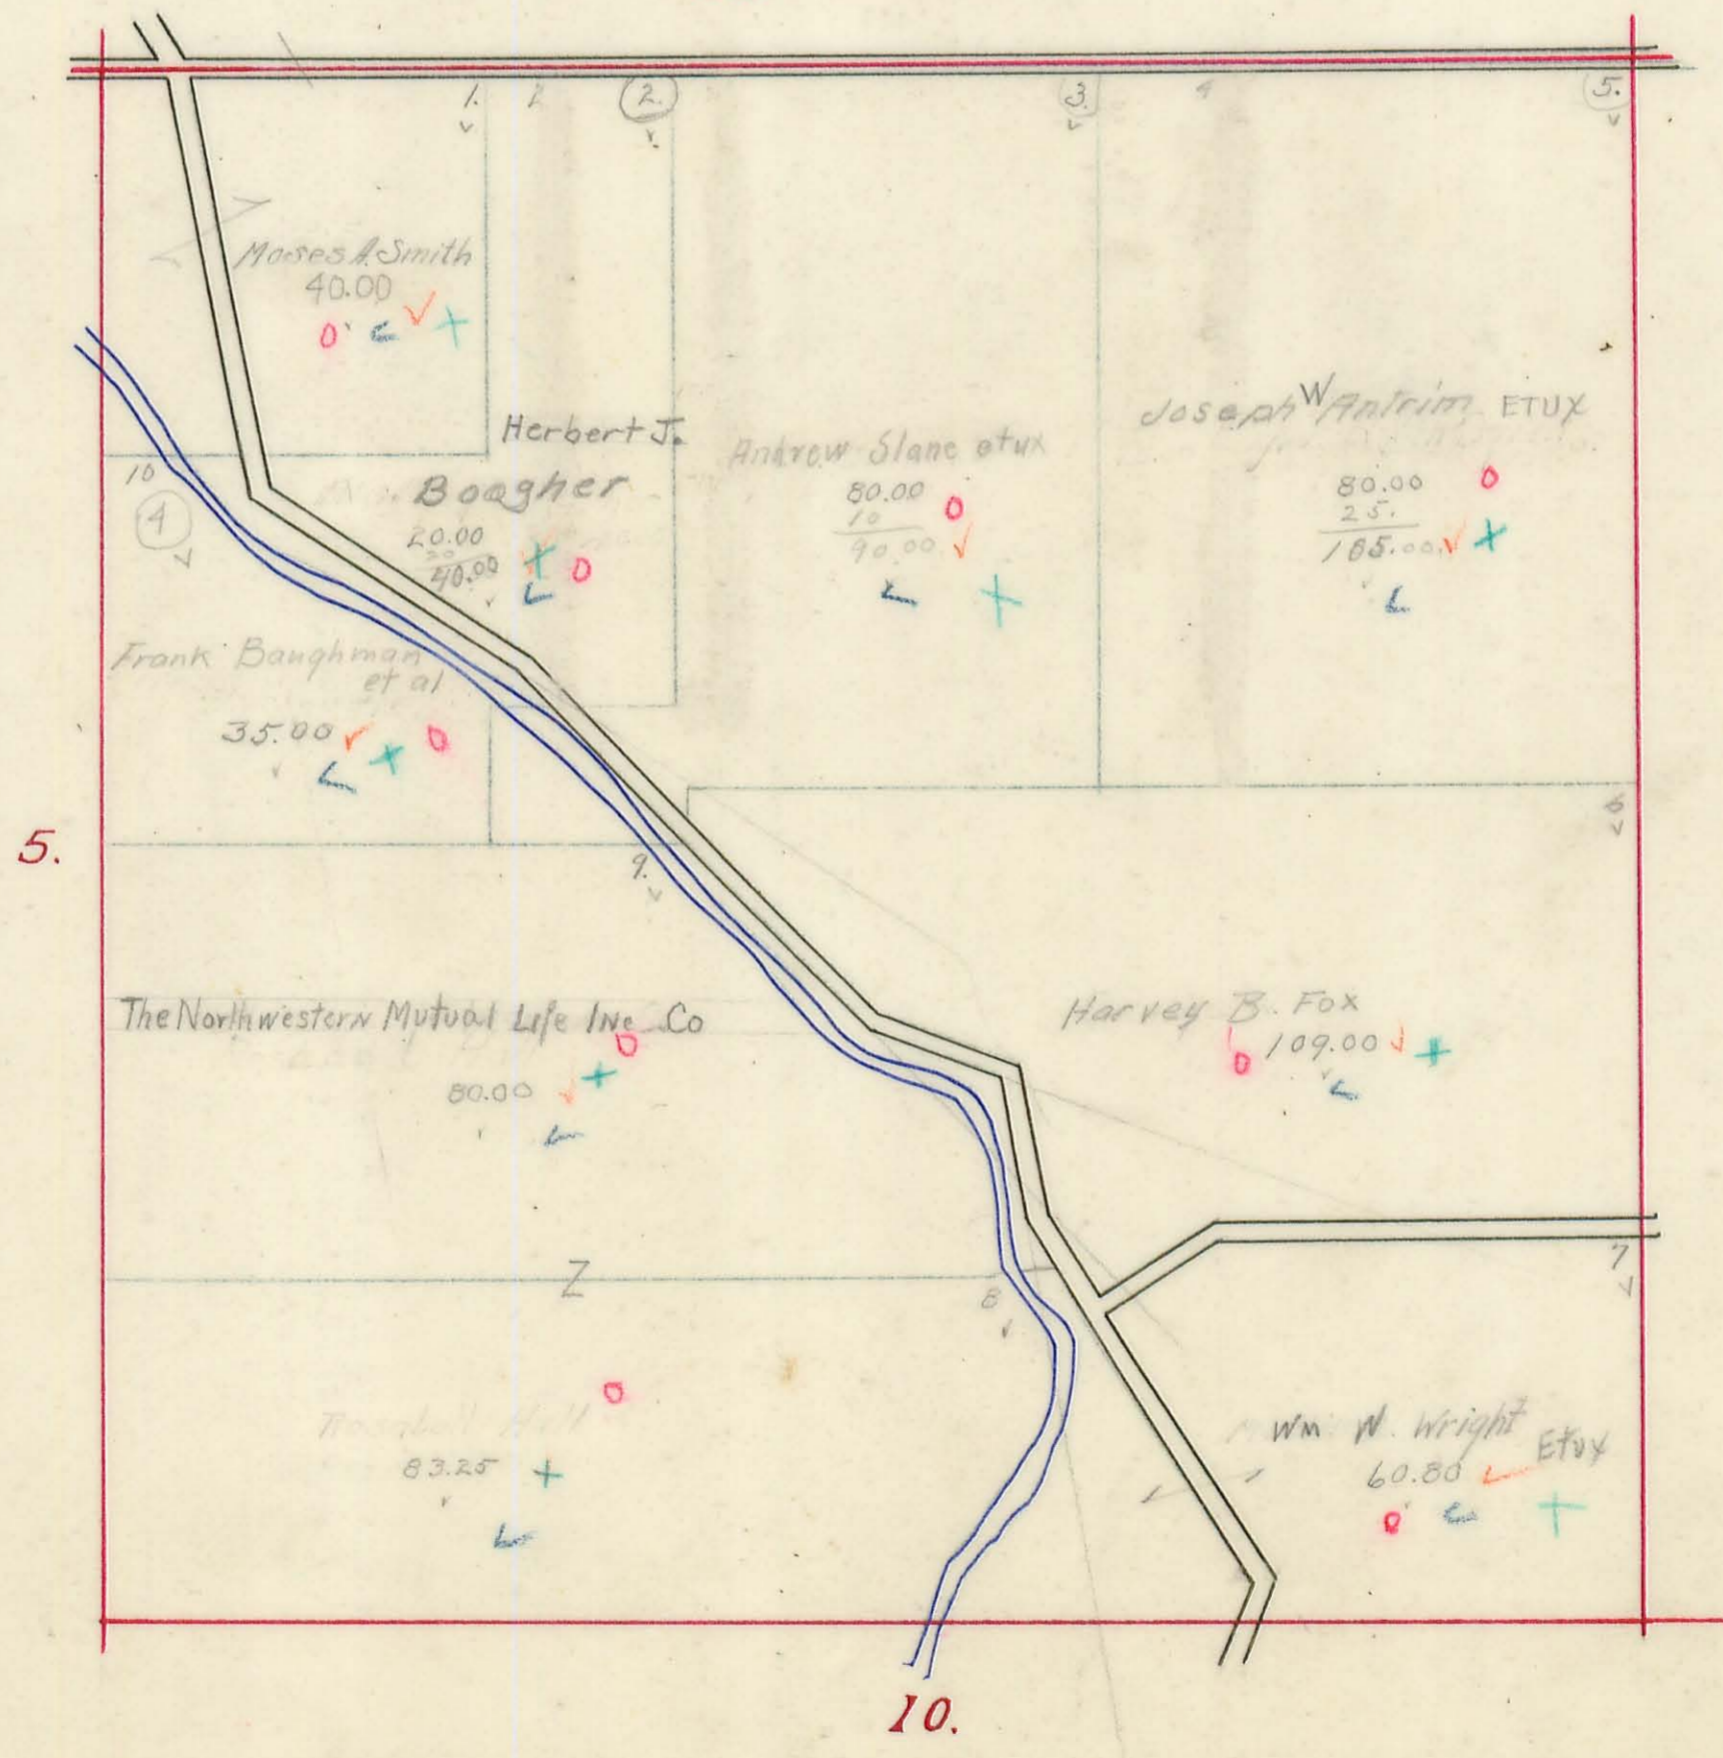 1.
2
2.
3.
4
5.
Moses A. Smith
40.00
Herbert J.
Boogher
20.00
20
40.00
Andrew Slane etux
80.00
10
90.00
Joseph W Antrim ETUX
80.00
25.
105.00
10
4
Frank Baughman
et al
35.00
5.
6
9.
The Northwestern Mutual Life Inc Co
80.00
Harvey B. Fox
109.00
7
Z
8
Hill
83.25
Wm W. Wright
Etux
60.80
10.